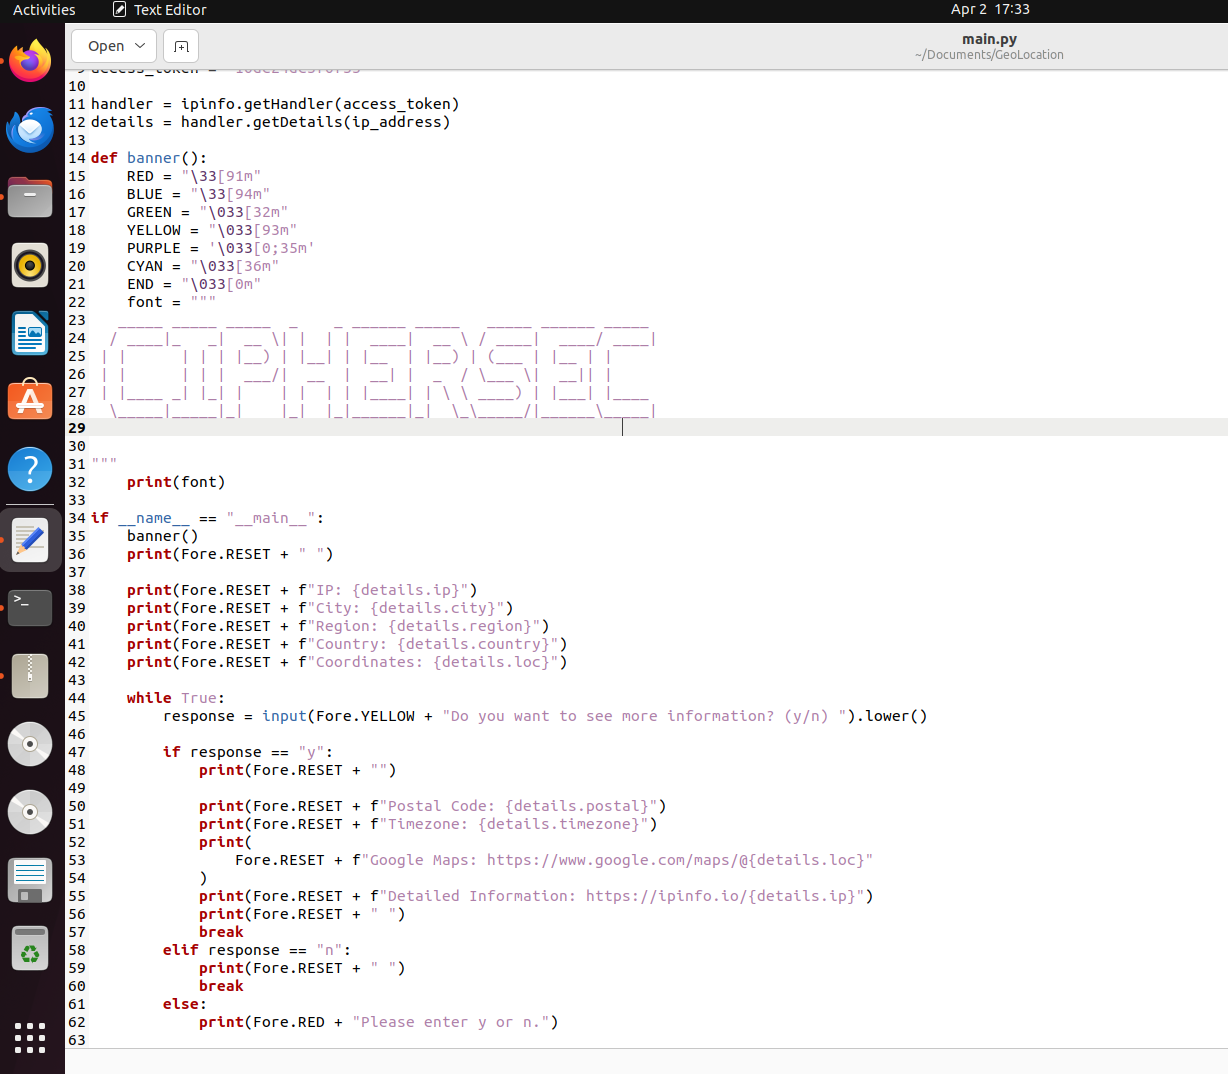 Activities
Text Editor
Apr 2 17:33
Open
main.py
~/Documents/GeoLocation
10
11 handler = ipinfo.getHandler(access_token)
12 details = handler.getDetails(ip_address)
13
14 def banner():
15     RED = "\33[91m"
16     BLUE = "\33[94m"
17     GREEN = "\033[32m"
18     YELLOW = "\033[93m"
19     PURPLE = '\033[0;35m'
20     CYAN = "\033[36m"
21     END = "\033[0m"
22     font = """
23
24
25
26
27
28
29
30
31 """
32     print(font)
33
34 if __name__ == "__main__":
35     banner()
36     print(Fore.RESET + " ")
37
38     print(Fore.RESET + f"IP: {details.ip}")
39     print(Fore.RESET + f"City: {details.city}")
40     print(Fore.RESET + f"Region: {details.region}")
41     print(Fore.RESET + f"Country: {details.country}")
42     print(Fore.RESET + f"Coordinates: {details.loc}")
43
44     while True:
45         response = input(Fore.YELLOW + "Do you want to see more information? (y/n) ").lower()
46
47         if response == "y":
48             print(Fore.RESET + "")
49
50             print(Fore.RESET + f"Postal Code: {details.postal}")
51             print(Fore.RESET + f"Timezone: {details.timezone}")
52             print(
53                 Fore.RESET + f"Google Maps: https://www.google.com/maps/@{details.loc}"
54             )
55             print(Fore.RESET + f"Detailed Information: https://ipinfo.io/{details.ip}")
56             print(Fore.RESET + " ")
57             break
58         elif response == "n":
59             print(Fore.RESET + " ")
60             break
61         else:
62             print(Fore.RED + "Please enter y or n.")
63